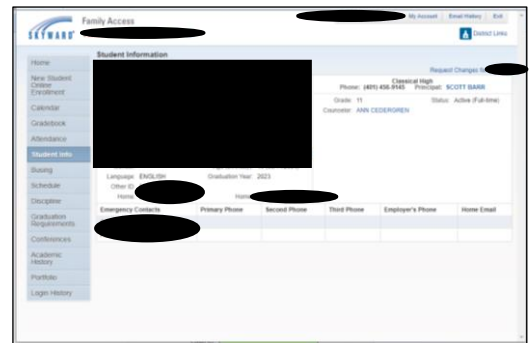 Family Access
My Account Email History Exit
SKYWARD
District Links
Student Information
Request Changes
Home
New Student
Online
Enrollment
Calendar
Gradebook
Attendance
Student Info
Busing
Schedule
Discipline
Graduation
Requirements
Conferences
Academic
History
Portfolio
Login History
Classical High
Phone: (401) 456-9145 Principal: SCOTT BARR
Grade: 11 Status: Active (Full-time)
Counselor: ANN CEDERGREN
Language: ENGLISH Graduation Year: 2023
Other ID
Home
Home
Emergency Contacts Primary Phone Second Phone Third Phone Employer's Phone Home Email